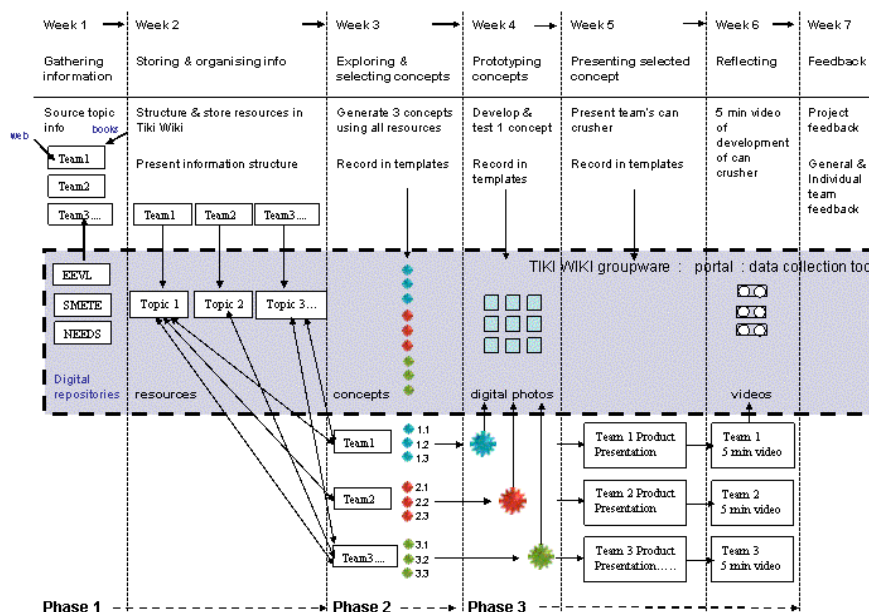 Week 1
Week 2
Week 3
Week 4
Week 5
Week 6
Week 7
Gathering
information
Storing & organising info
Exploring &
selecting concepts
Prototyping
concepts
Presenting selected
concept
Reflecting
Feedback
Source topic
info
books
web
Team1
Team2
Team3....
Structure & store resources in
Tiki Wiki
Present information structure
Team1
Team2
Team3...
Generate 3 concepts
using all resources
Record in templates
Develop &
test 1 concept
Record in
templates
Present team's can
crusher
Record in templates
5 min video
of
development of
can
crusher
Project
feedback
General &
Individual
team
feedback
TIKI WIKI groupware : portal : data collection tool
EEVL
SMETE
NEEDS
Topic 1
Topic 2
Topic 3...
Digital
repositories
resources
concepts
digital photos
videos
Team1
1.1
1.2
1.3
Team 1 Product
Presentation
Team 1
5 min video
Team2
2.1
2.2
2.3
Team 2 Product
Presentation
Team 2
5 min video
Team3....
3.1
3.2
3.3
Team 3 Product
Presentation.....
Team 3
5 min video
Phase 1
Phase 2
Phase 3